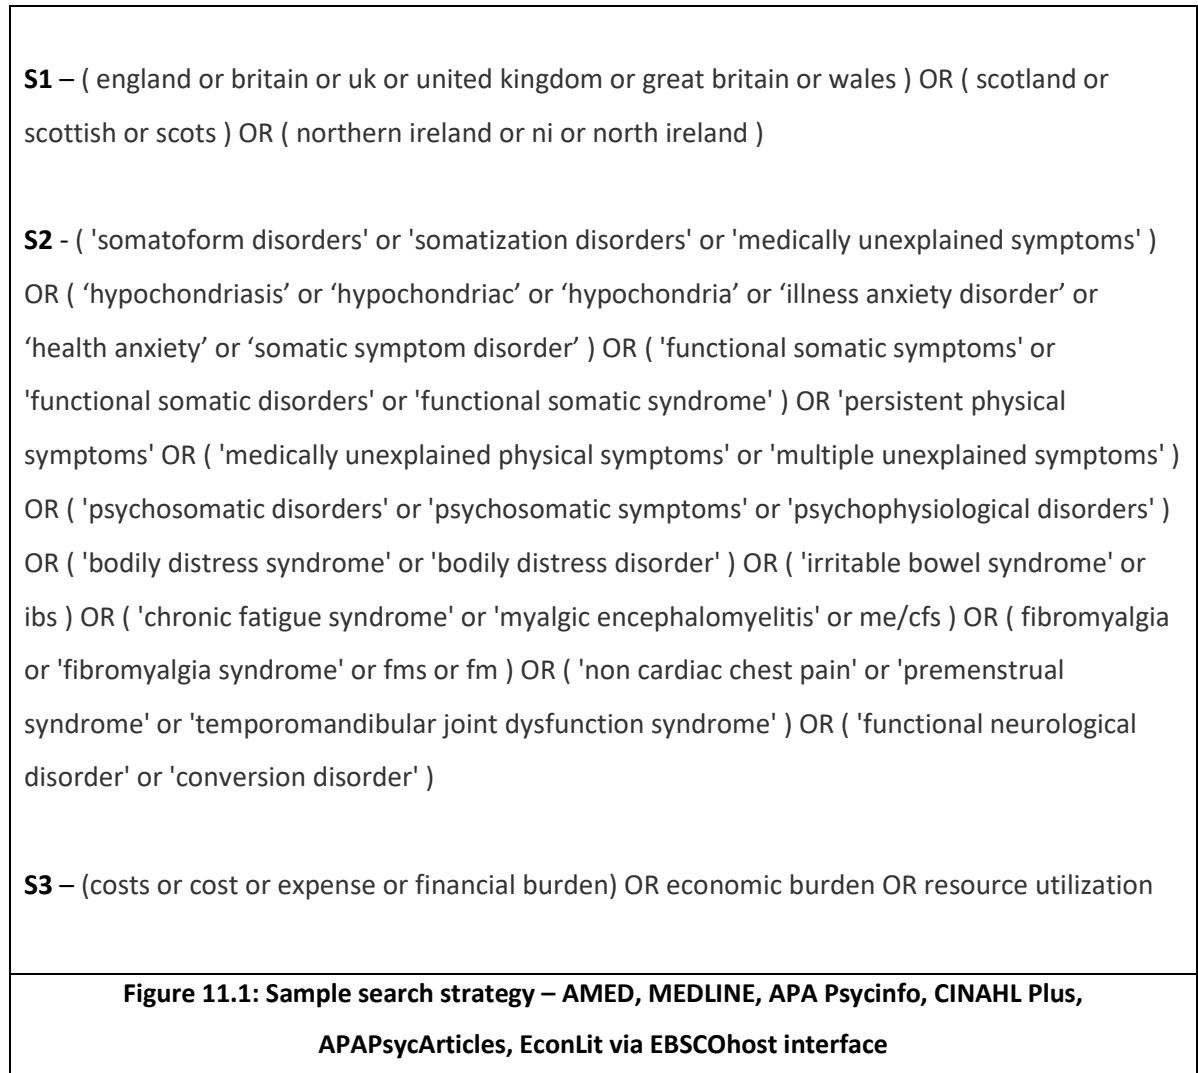 S1 – ( england or britain or uk or united kingdom or great britain or wales ) OR ( scotland or
scottish or scots ) OR ( northern ireland or ni or north ireland )
S2 - ( 'somatoform disorders' or 'somatization disorders' or 'medically unexplained symptoms' )
OR ( ‘hypochondriasis’ or ‘hypochondriac’ or ‘hypochondria’ or ‘illness anxiety disorder’ or
‘health anxiety’ or ‘somatic symptom disorder’ ) OR ( 'functional somatic symptoms' or
'functional somatic disorders' or 'functional somatic syndrome' ) OR 'persistent physical
symptoms' OR ( 'medically unexplained physical symptoms' or 'multiple unexplained symptoms' )
OR ( 'psychosomatic disorders' or 'psychosomatic symptoms' or 'psychophysiological disorders' )
OR ( 'bodily distress syndrome' or 'bodily distress disorder' ) OR ( 'irritable bowel syndrome' or
ibs ) OR ( 'chronic fatigue syndrome' or 'myalgic encephalomyelitis' or me/cfs ) OR ( fibromyalgia
or 'fibromyalgia syndrome' or fms or fm ) OR ( 'non cardiac chest pain' or 'premenstrual
syndrome' or 'temporomandibular joint dysfunction syndrome' ) OR ( 'functional neurological
disorder' or 'conversion disorder' )
S3 – (costs or cost or expense or financial burden) OR economic burden OR resource utilization
Figure 11.1: Sample search strategy – AMED, MEDLINE, APA Psycinfo, CINAHL Plus,
APAPsycArticles, EconLit via EBSCOhost interface